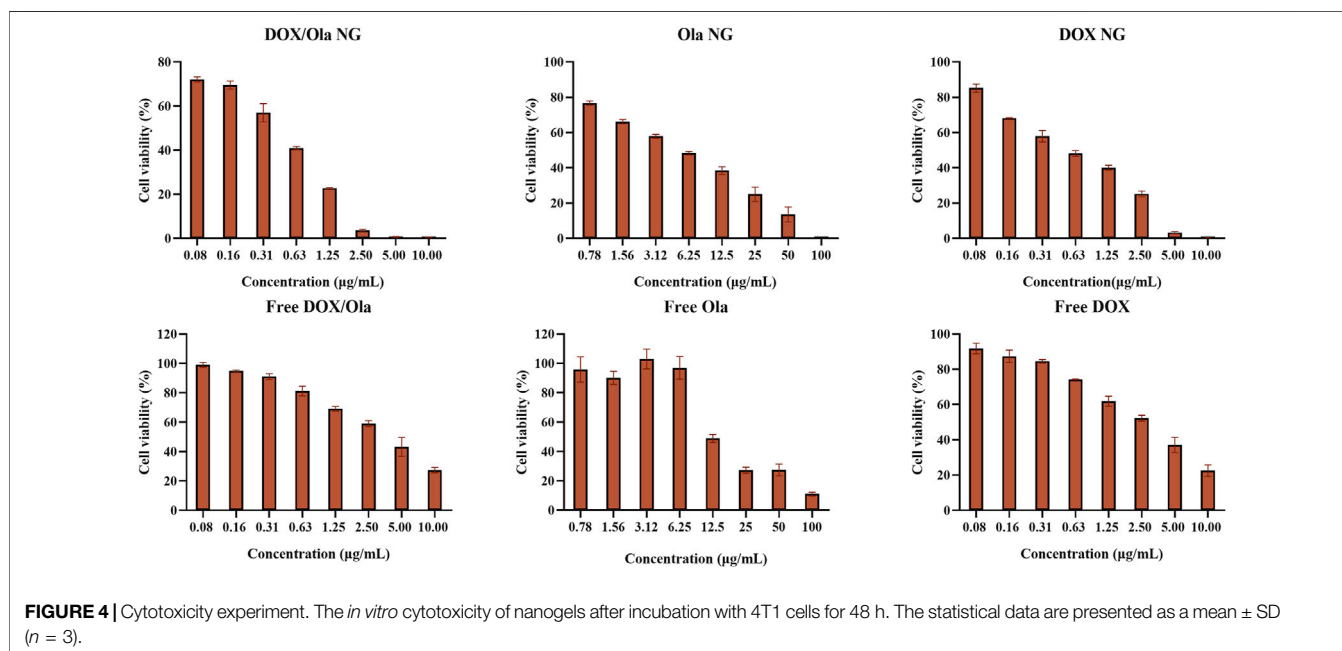 DOX/Ola NG
Cell viability (%)
80
60
40
20
0
0.08 0.16 0.31 0.63 1.25 2.50 5.00 10.00
Concentration (µg/mL)
Ola NG
Cell viability (%)
100
80
60
40
20
0
0.78 1.56 3.12 6.25 12.5 25 50 100
Concentration (µg/mL)
DOX NG
Cell viability (%)
100
80
60
40
20
0
0.08 0.16 0.31 0.63 1.25 2.50 5.00 10.00
Concentration(µg/mL)
Free DOX/Ola
Cell viability (%)
120
100
80
60
40
20
0
0.08 0.16 0.31 0.63 1.25 2.50 5.00 10.00
Concentration (µg/mL)
Free Ola
Cell viability (%)
120
100
80
60
40
20
0
0.78 1.56 3.12 6.25 12.5 25 50 100
Concentration (µg/mL)
Free DOX
Cell viability (%)
100
80
60
40
20
0
0.08 0.16 0.31 0.63 1.25 2.50 5.00 10.00
Concentration (µg/mL)
FIGURE 4 | Cytotoxicity experiment. The in vitro cytotoxicity of nanogels after incubation with 4T1 cells for 48 h. The statistical data are presented as a mean ± SD
(n = 3).